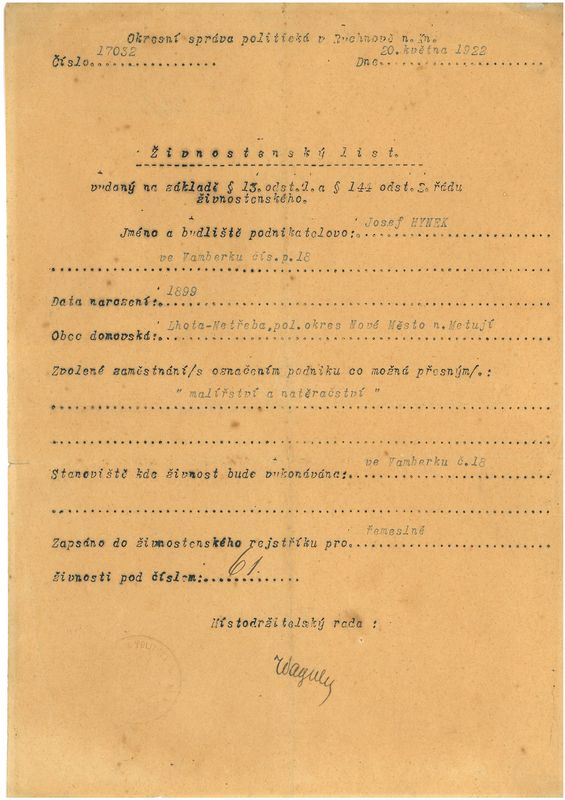 Okresní správa politická v Rychnově n.Kn.
17032 20. května 1922
Číslo.................. Dne.......................
Živnostenský list.
vydaný na základě § 13.odst.1.a § 144 odst.2.řádu
živnostenského.
Josef HYNEK
Jméno a bydliště podnikatelovo:
ve Vamberku čís.p.18
1899
Data narození:
Lhota-Netřeba,pol.okres Nové Město n.Metují
Obec domovská:
Zvolené zaměstnání/s označením podniku co možná přesným/.:
" malířství a natěračství "
ve Vamberku č.18
Stanoviště kde živnost bude vykonávána:
řemeslné
Zapsáno do živnostenského rejstříku pro
živnosti pod číslem: 61.
Místodržitelský rada :
Wagner